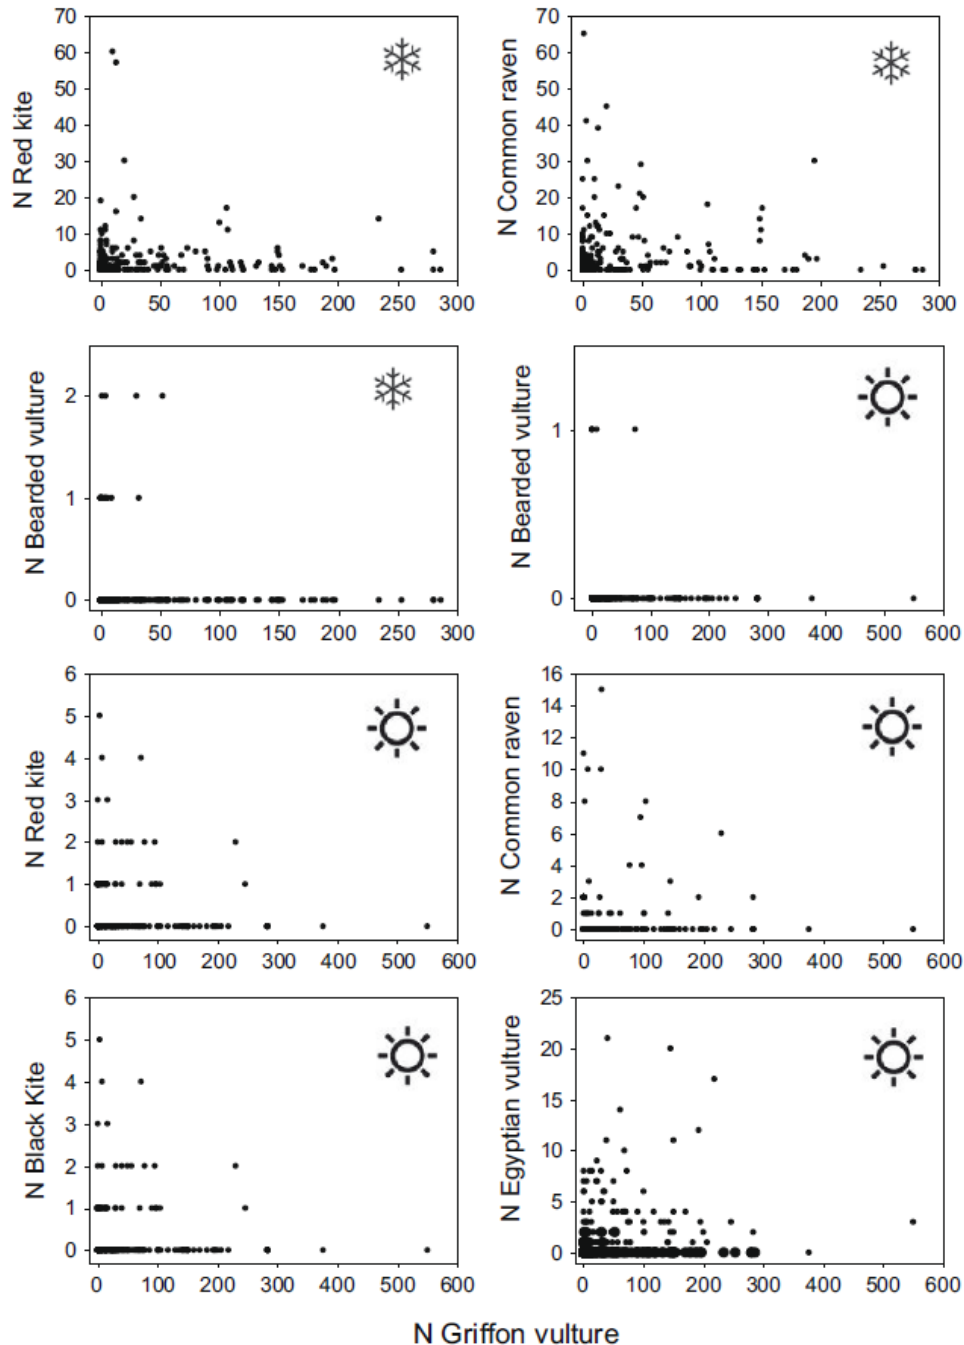 70
60
50
40
30
20
10
0
N Red kite
0 50 100 150 200 250 300
70
60
50
40
30
20
10
0
N Common raven
0 50 100 150 200 250 300
2
1
0
N Bearded vulture
0 50 100 150 200 250 300
1
0
N Bearded vulture
0 100 200 300 400 500 600
6
5
4
3
2
1
0
N Red kite
0 100 200 300 400 500 600
16
14
12
10
8
6
4
2
0
N Common raven
0 100 200 300 400 500 600
6
5
4
3
2
1
0
N Black Kite
0 100 200 300 400 500 600
25
20
15
10
5
0
N Egyptian vulture
0 100 200 300 400 500 600
N Griffon vulture